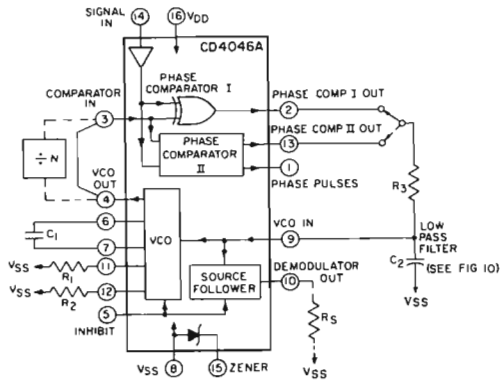 SIGNAL IN
14
16 VDD
CD4046A
PHASE COMPARATOR I
COMPARATOR IN
3
2
PHASE COMP I OUT
PHASE COMP II OUT
13
PHASE COMPARATOR II
1
PHASE PULSES
÷ N
VCO OUT
4
R3
6
C1
7
VCO
VCO IN
9
LOW PASS FILTER
(SEE FIG 10)
C2
VSS
VSS
R1
11
SOURCE FOLLOWER
DEMODULATOR OUT
10
VSS
R2
12
5
INHIBIT
RS
VSS
VSS
8
15 ZENER